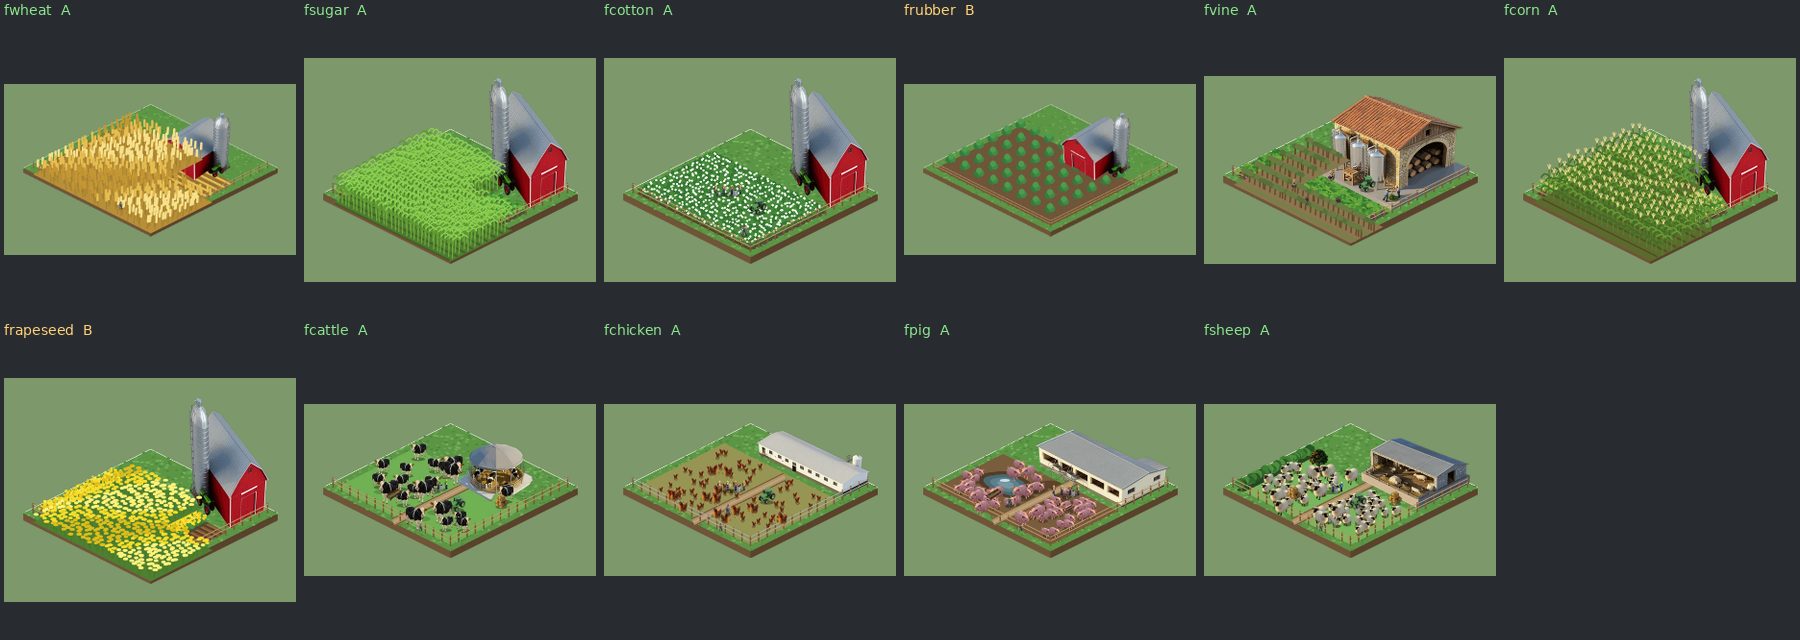 fwheat A
fsugar A
fcotton A
frubber B
fvine A
fcorn A
frapeseed B
fcattle A
fchicken A
fpig A
fsheep A